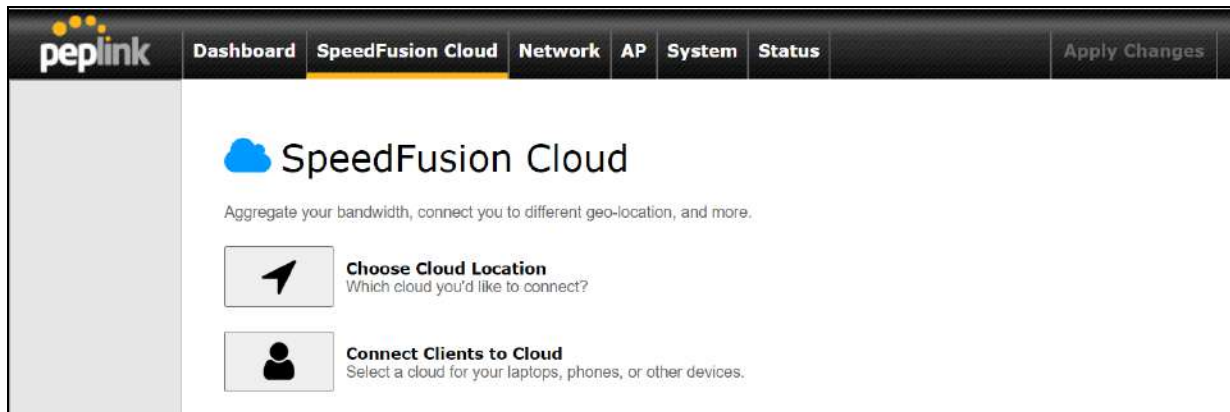 peplink
Dashboard SpeedFusion Cloud Network AP System Status Apply Changes
SpeedFusion Cloud
Aggregate your bandwidth, connect you to different geo-location, and more.
Choose Cloud Location
Which cloud you'd like to connect?
Connect Clients to Cloud
Select a cloud for your laptops, phones, or other devices.